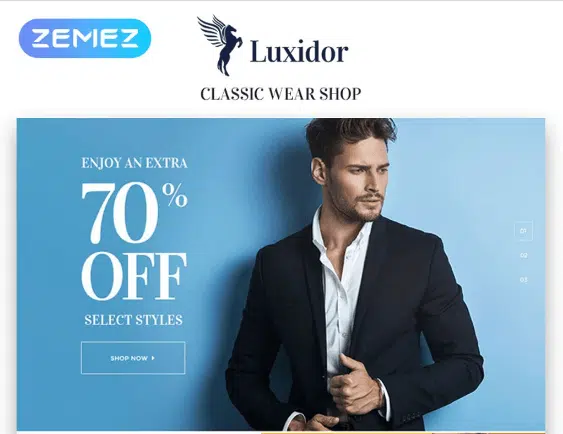 ZEMEZ
Luxidor
CLASSIC WEAR SHOP
ENJOY AN EXTRA
70%
OFF
SELECT STYLES
SHOP NOW
01
02
03